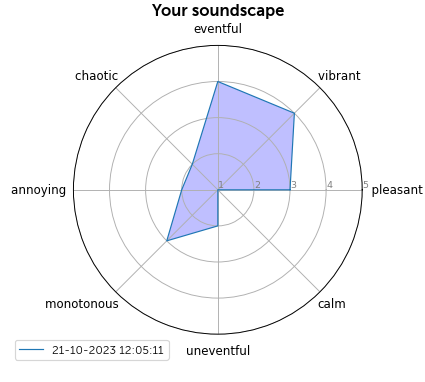 Your soundscape
eventful
chaotic
vibrant
annoying
1 2 3 4 5
pleasant
monotonous
calm
uneventful
21-10-2023 12:05:11